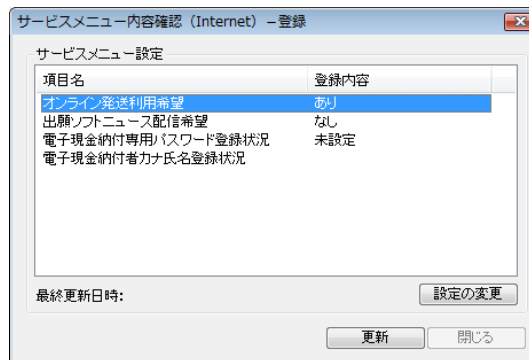 サービスメニュー内容確認（Internet）－登録
サービスメニュー設定
項目名 登録内容
オンライン発送利用希望 あり
出願ソフトニュース配信希望 なし
電子現金納付専用パスワード登録状況 未設定
電子現金納付者カナ氏名登録状況
最終更新日時: 設定の変更
更新 閉じる